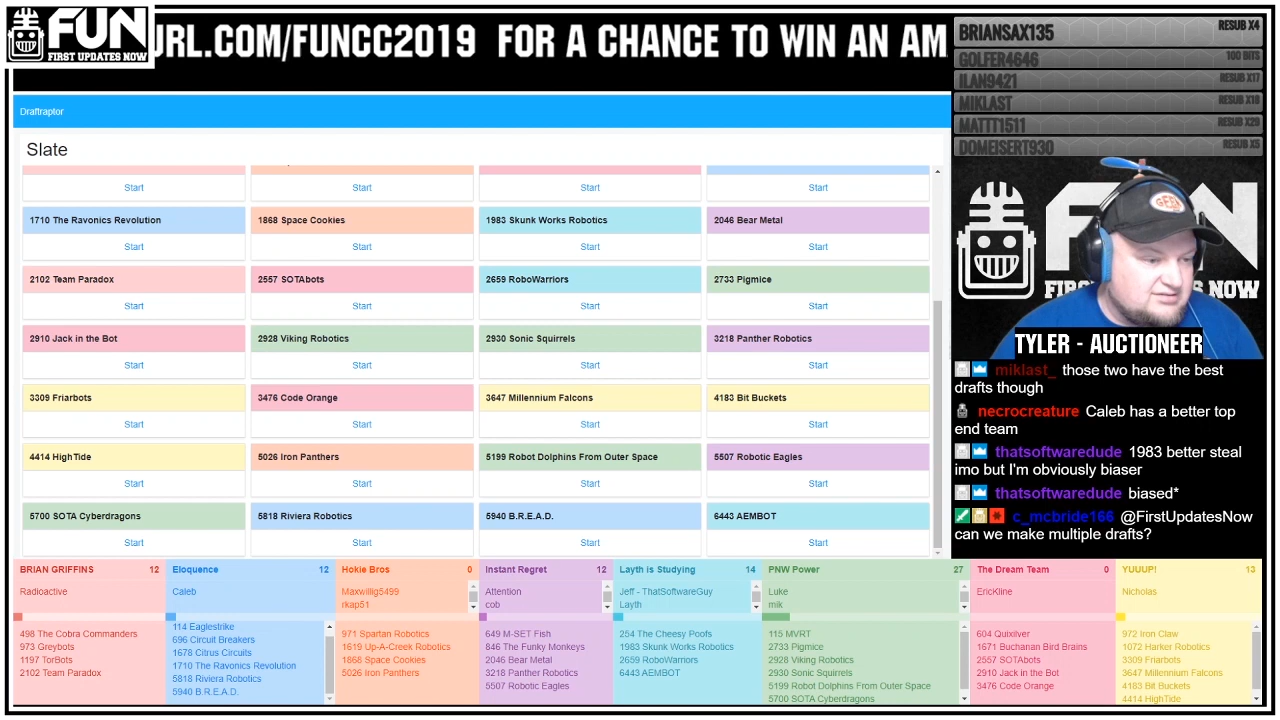 FUN
FIRST UPDATES NOW
URL.COM/FUNCC2019 FOR A CHANCE TO WIN AN AM
BRIANSAX135 RESUB X4
GOLFER4646 100 BITS
ILAN9421 RESUB X17
MIKLAST RESUB X18
MATTT1511 RESUB X29
DOMEISERT930 RESUB X5
Draftraptor
Slate
Start Start Start Start
1710 The Ravonics Revolution 1868 Space Cookies 1983 Skunk Works Robotics 2046 Bear Metal
Start Start Start Start
2102 Team Paradox 2557 SOTAbots 2659 RoboWarriors 2733 Pigmice
Start Start Start Start
2910 Jack in the Bot 2928 Viking Robotics 2930 Sonic Squirrels 3218 Panther Robotics
Start Start Start Start
3309 Friarbots 3476 Code Orange 3647 Millennium Falcons 4183 Bit Buckets
Start Start Start Start
4414 HighTide 5026 Iron Panthers 5199 Robot Dolphins From Outer Space 5507 Robotic Eagles
Start Start Start Start
5700 SOTA Cyberdragons 5818 Riviera Robotics 5940 B.R.E.A.D. 6443 AEMBOT
Start Start Start Start
TYLER - AUCTIONEER
miklast_ those two have the best
drafts though
necrocreature Caleb has a better top
end team
thatsoftwaredude 1983 better steal
imo but I'm obviously biaser
thatsoftwaredude biased*
c_mcbride166 @FirstUpdatesNow
can we make multiple drafts?
BRIAN GRIFFINS 12
Radioactive
498 The Cobra Commanders
973 Greybots
1197 TorBots
2102 Team Paradox
Eloquence 12
Caleb
114 Eaglestrike
696 Circuit Breakers
1678 Citrus Circuits
1710 The Ravonics Revolution
5818 Riviera Robotics
5940 B.R.E.A.D.
Hokie Bros 0
Maxwillig5499
rkap51
971 Spartan Robotics
1619 Up-A-Creek Robotics
1868 Space Cookies
5026 Iron Panthers
Instant Regret 12
Attention
cob
649 M-SET Fish
846 The Funky Monkeys
2046 Bear Metal
3218 Panther Robotics
5507 Robotic Eagles
Layth is Studying 14
Jeff - ThatSoftwareGuy
Layth
254 The Cheesy Poofs
1983 Skunk Works Robotics
2659 RoboWarriors
6443 AEMBOT
PNW Power 27
Luke
mik
115 MVRT
2733 Pigmice
2928 Viking Robotics
2930 Sonic Squirrels
5199 Robot Dolphins From Outer Space
5700 SOTA Cyberdragons
The Dream Team 0
EricKline
604 Quixilver
1671 Buchanan Bird Brains
2557 SOTAbots
2910 Jack in the Bot
3476 Code Orange
YUUUP! 13
Nicholas
972 Iron Claw
1072 Harker Robotics
3309 Friarbots
3647 Millennium Falcons
4183 Bit Buckets
4414 HighTide